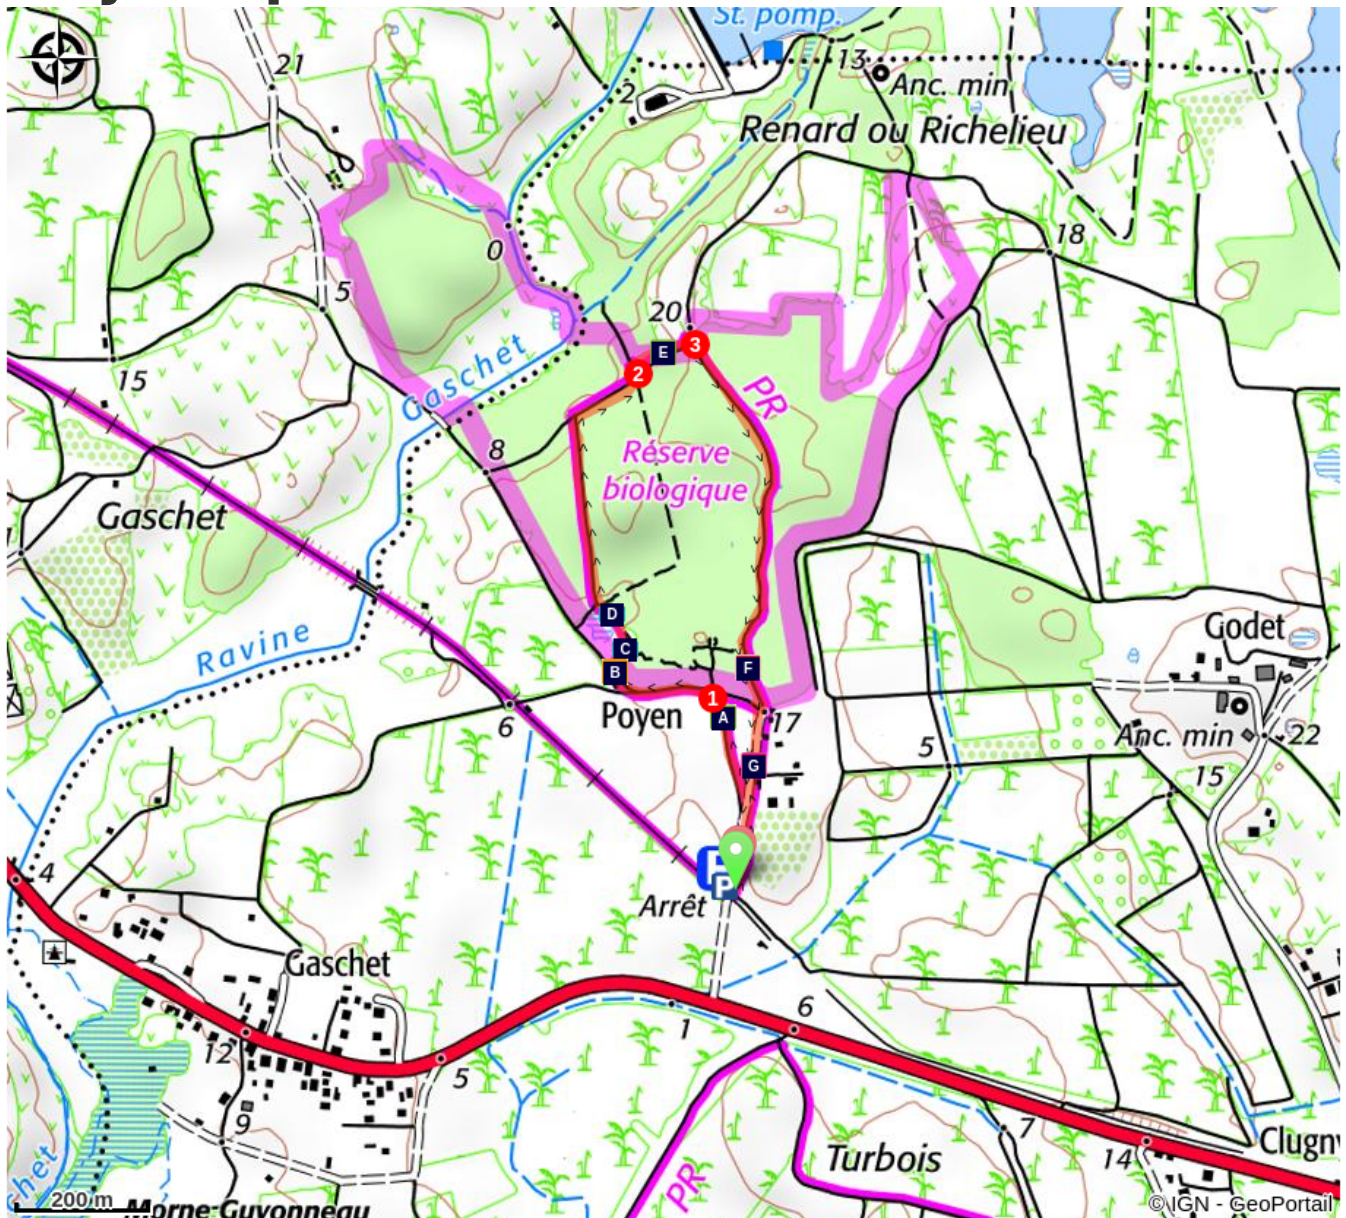 St. pomp.
21
13
2
Anc. min
Renard ou Richelieu
18
0
5
20
E
3
2
15
Gaschet
PR
8
Réserve
biologique
Gaschet
D
Godet
Ravine
C
B
F
1
Poyen
A
17
6
5
Anc. min
22
G
15
P
4
Arrêt
Gaschet
6
1
12
5
9
7
Clugny
14
Turbois
PR
chet
200 m
Morne-Guyonneau
© IGN - GeoPortail